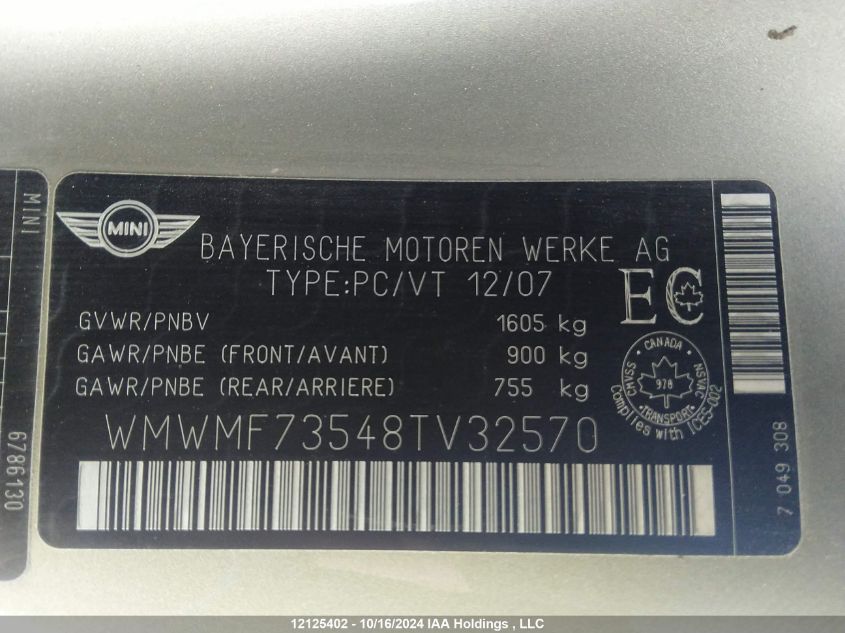 MINI
BAYERISCHE MOTOREN WERKE AG
TYPE:PC/VT 12/07
EC
GVWR/PNBV 1605 kg
GAWR/PNBE (FRONT/AVANT) 900 kg
GAWR/PNBE (REAR/ARRIERE) 755 kg
CANADA
CMVSS
978
NSVAC
TRANSPORT
Complies with ICES-002
WMWMF73548TV32570
7 049 308
MINI
6786130
12125402 - 10/16/2024 IAA Holdings , LLC